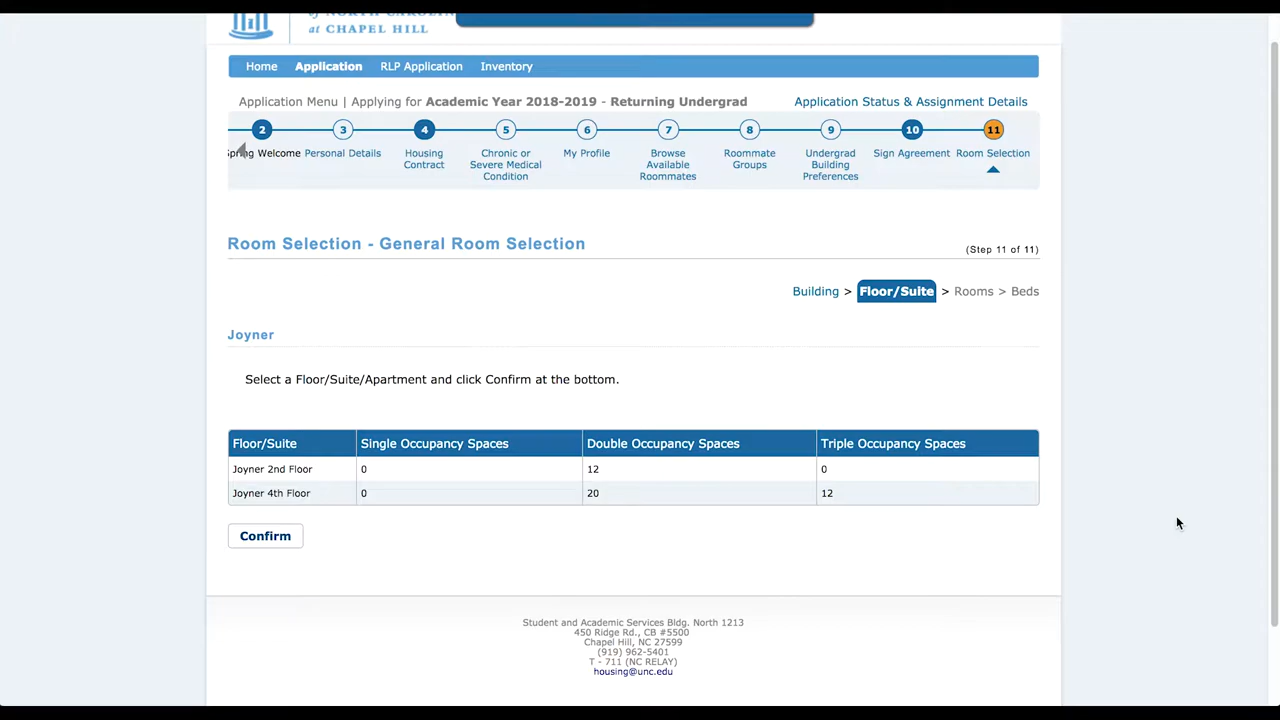 of NORTH CAROLINA
at CHAPEL HILL
Home Application RLP Application Inventory
Application Menu | Applying for Academic Year 2018-2019 - Returning Undergrad Application Status & Assignment Details
2 3 4 5 6 7 8 9 10 11
Spring Welcome Personal Details Housing My Profile Browse Roommate Undergrad Sign Agreement Room Selection
Contract
Chronic or
Severe Medical
Condition
Available
Roommates
Groups
Building
Preferences
Room Selection - General Room Selection
(Step 11 of 11)
Building > Floor/Suite > Rooms > Beds
Joyner
Select a Floor/Suite/Apartment and click Confirm at the bottom.
Floor/Suite Single Occupancy Spaces Double Occupancy Spaces Triple Occupancy Spaces
Joyner 2nd Floor 0 12 0
Joyner 4th Floor 0 20 12
Confirm
Student and Academic Services Bldg. North 1213
450 Ridge Rd., CB #5500
Chapel Hill, NC 27599
(919) 962-5401
T - 711 (NC RELAY)
housing@unc.edu